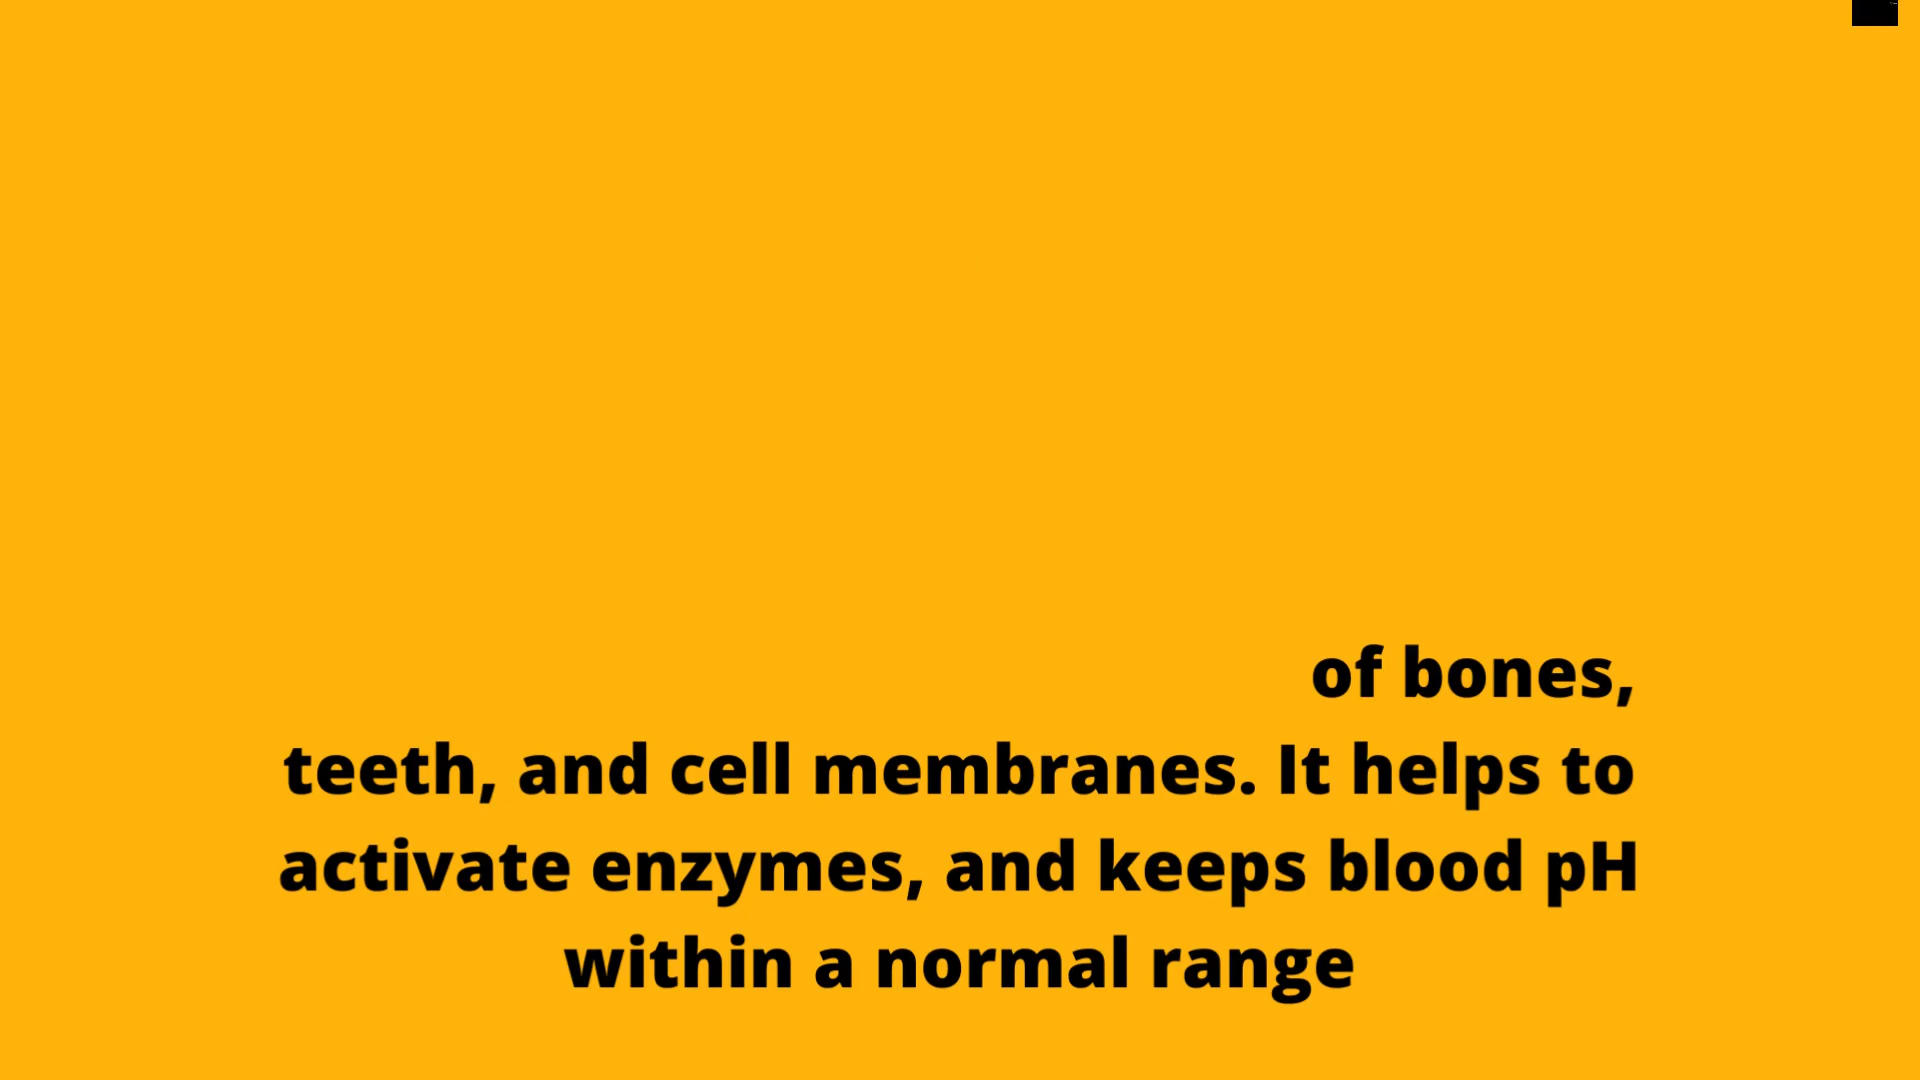 of bones,
teeth, and cell membranes. It helps to
activate enzymes, and keeps blood pH
within a normal range